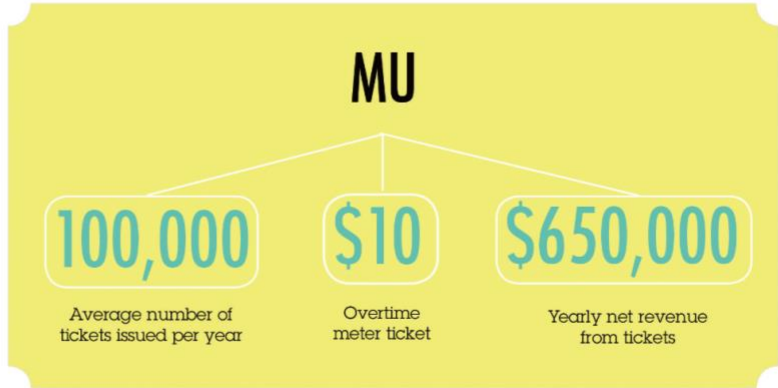 MU
100,000
$10
$650,000
Average number of
tickets issued per year
Overtime
meter ticket
Yearly net revenue
from tickets